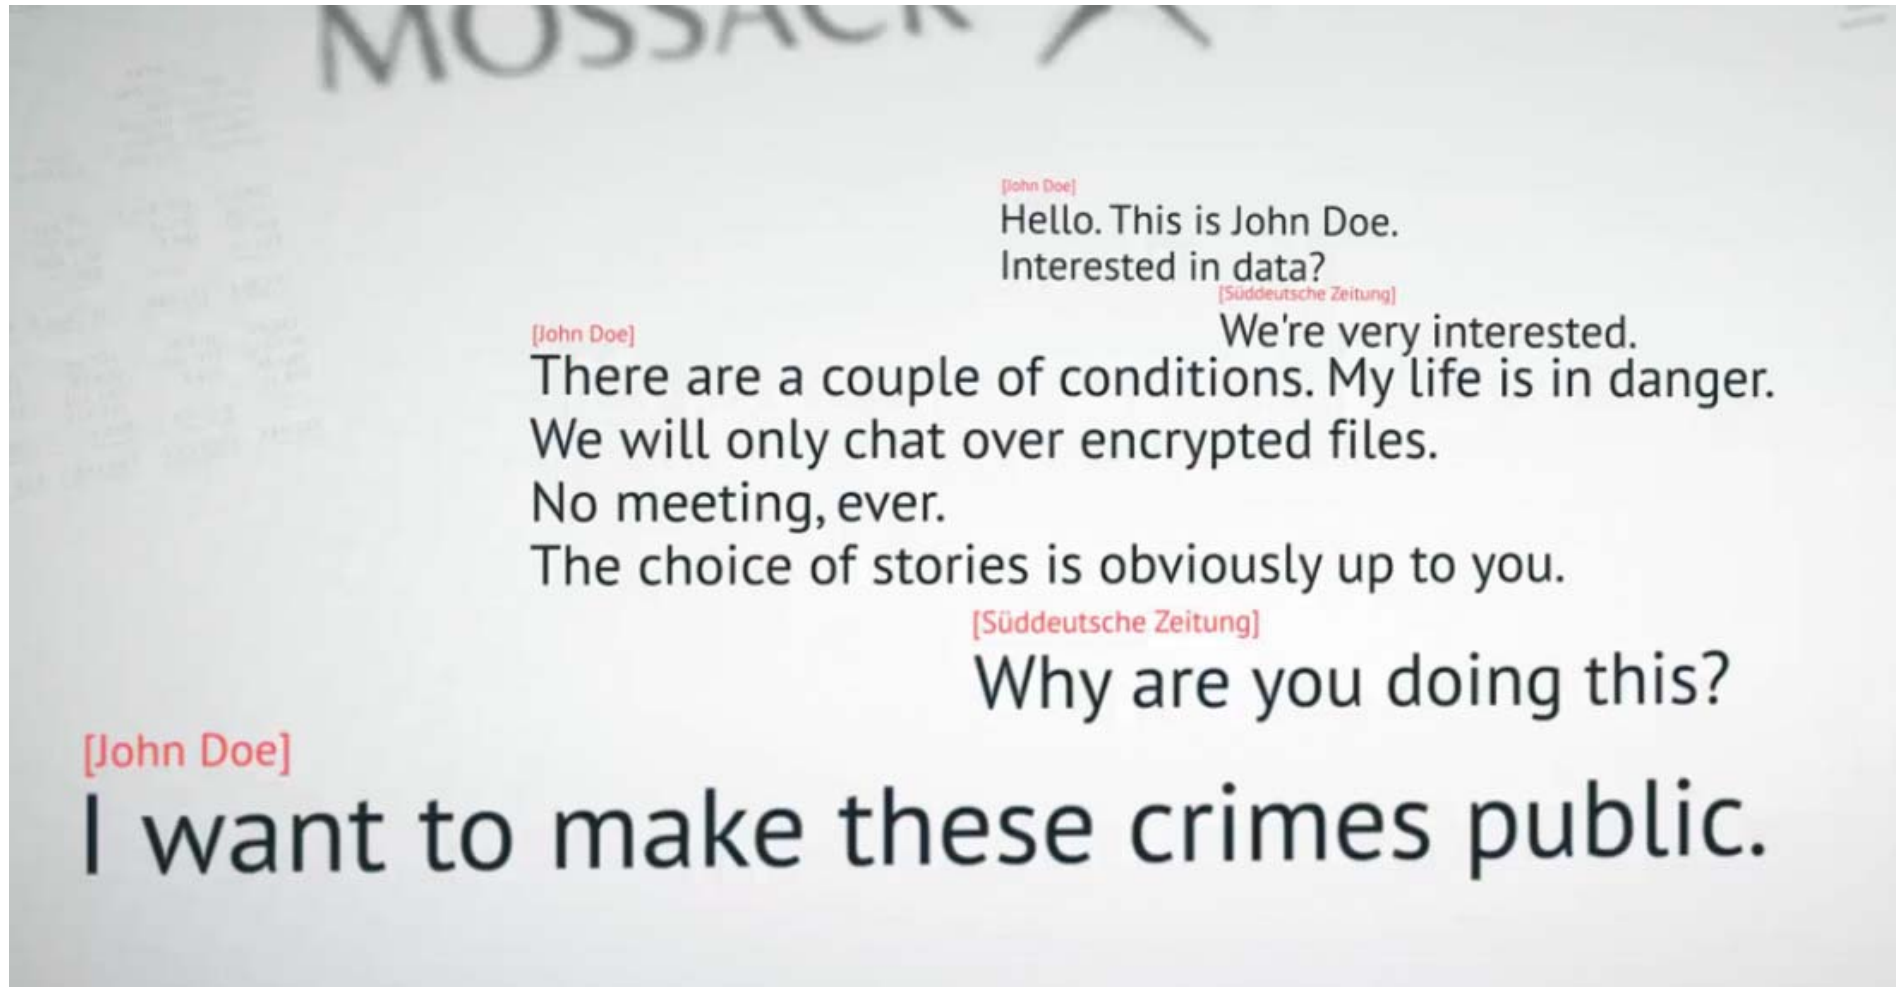 MOSSACK
[John Doe]
Hello. This is John Doe.
Interested in data?
[Süddeutsche Zeitung]
We're very interested.
[John Doe]
There are a couple of conditions. My life is in danger.
We will only chat over encrypted files.
No meeting, ever.
The choice of stories is obviously up to you.
[Süddeutsche Zeitung]
Why are you doing this?
[John Doe]
I want to make these crimes public.